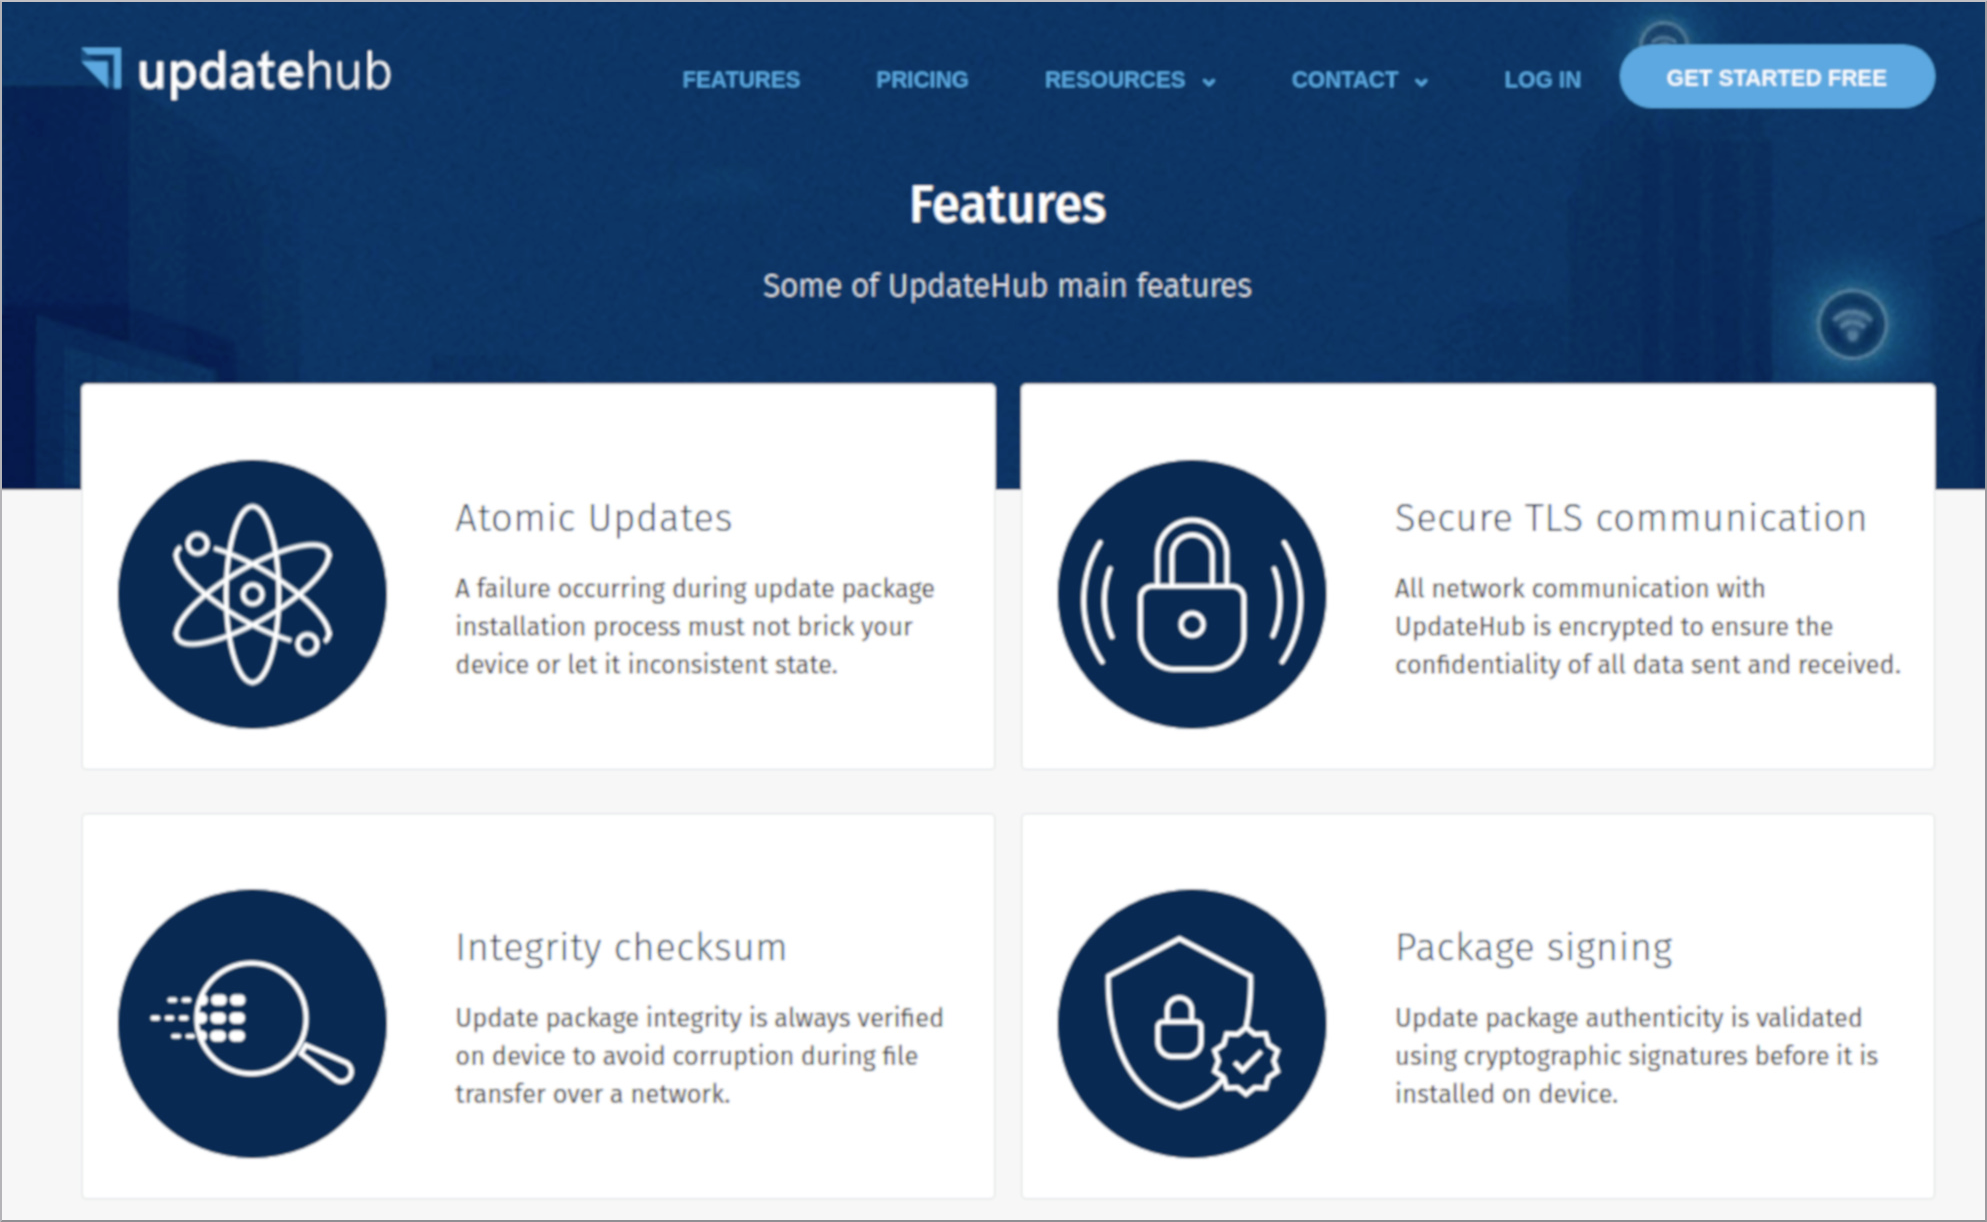 updatehub
FEATURES
PRICING
RESOURCES
CONTACT
LOG IN
GET STARTED FREE
Features
Some of UpdateHub main features
Atomic Updates
A failure occurring during update package
installation process must not brick your
device or let it inconsistent state.
Secure TLS communication
All network communication with
UpdateHub is encrypted to ensure the
confidentiality of all data sent and received.
Integrity checksum
Update package integrity is always verified
on device to avoid corruption during file
transfer over a network.
Package signing
Update package authenticity is validated
using cryptographic signatures before it is
installed on device.